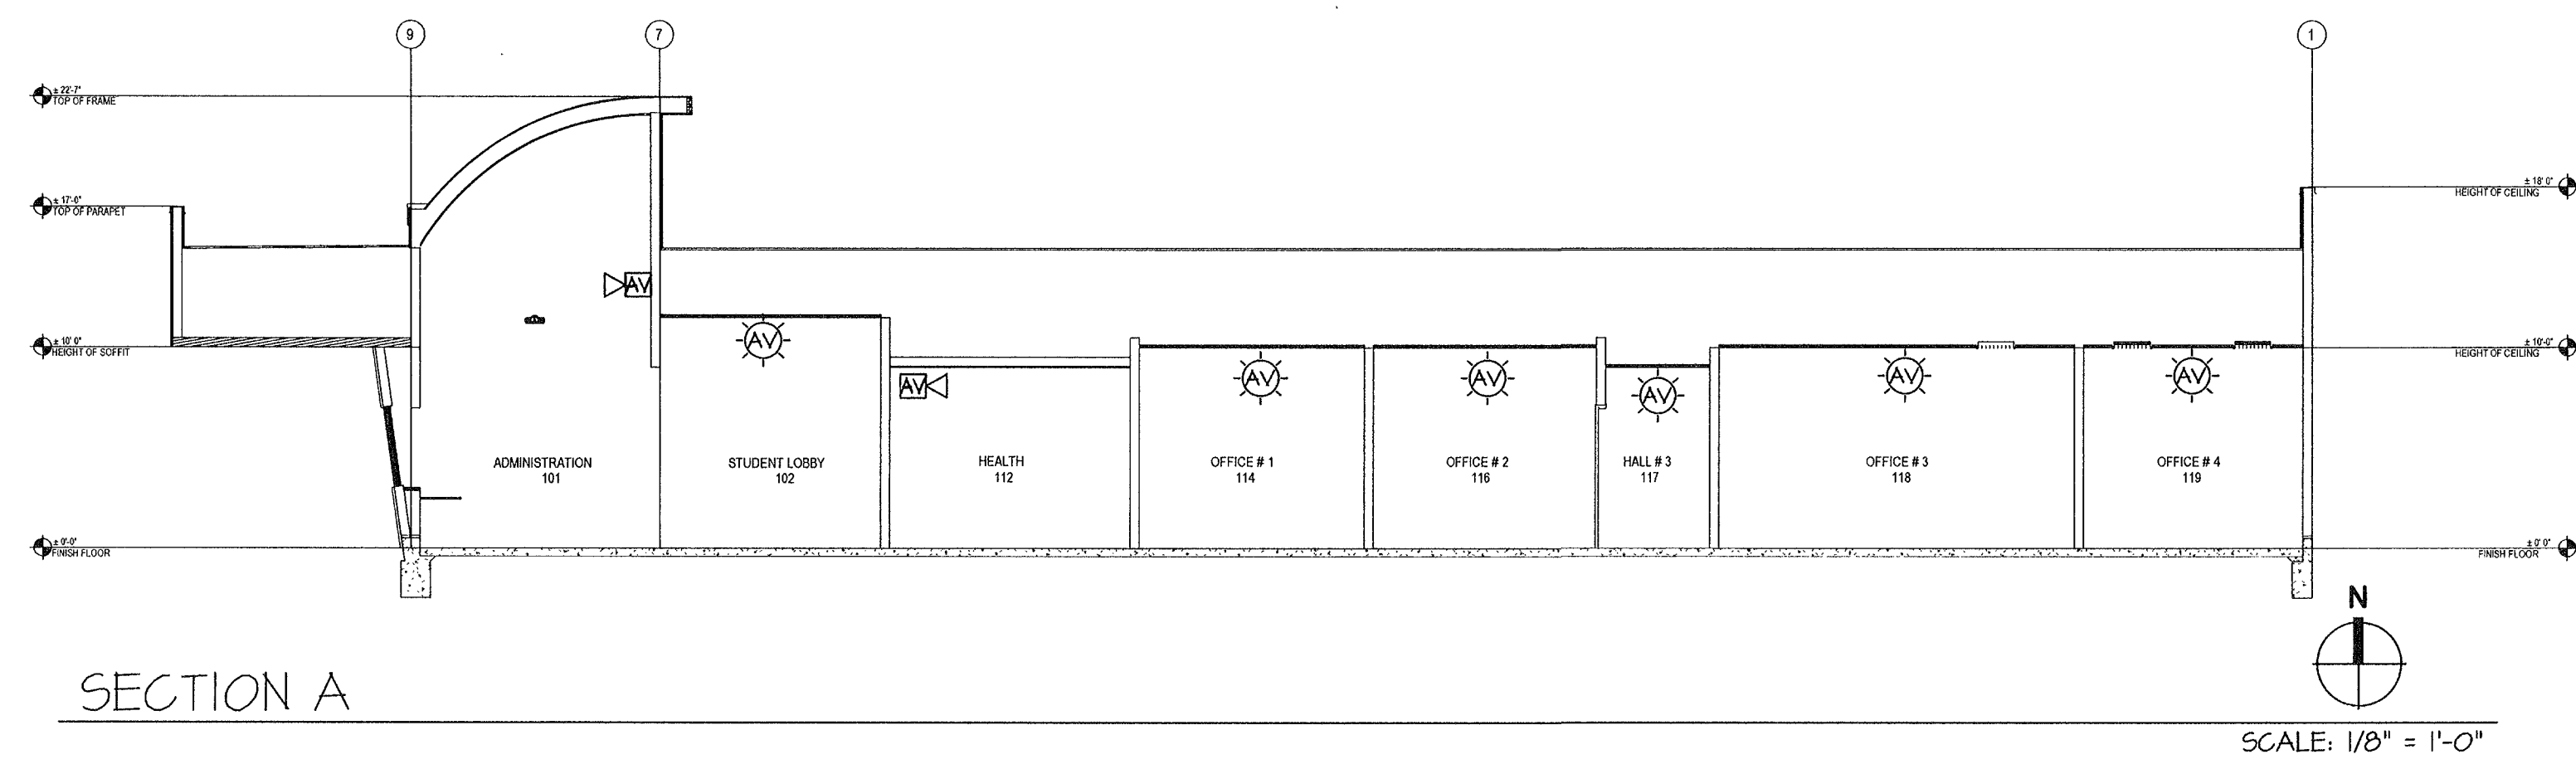 9
7
1
± 22'-7"
TOP OF FRAME
± 17'-0"
TOP OF PARAPET
± 18' 0"
HEIGHT OF CEILING
AV
AV
± 10' 0"
HEIGHT OF SOFFIT
± 10'-0"
HEIGHT OF CEILING
AV
AV
AV
AV
AV
AV
ADMINISTRATION
101
STUDENT LOBBY
102
HEALTH
112
OFFICE # 1
114
OFFICE # 2
116
HALL # 3
117
OFFICE # 3
118
OFFICE # 4
119
± 0'-0"
FINISH FLOOR
± 0' 0"
FINISH FLOOR
N
SECTION A
SCALE: 1/8" = 1'-0"